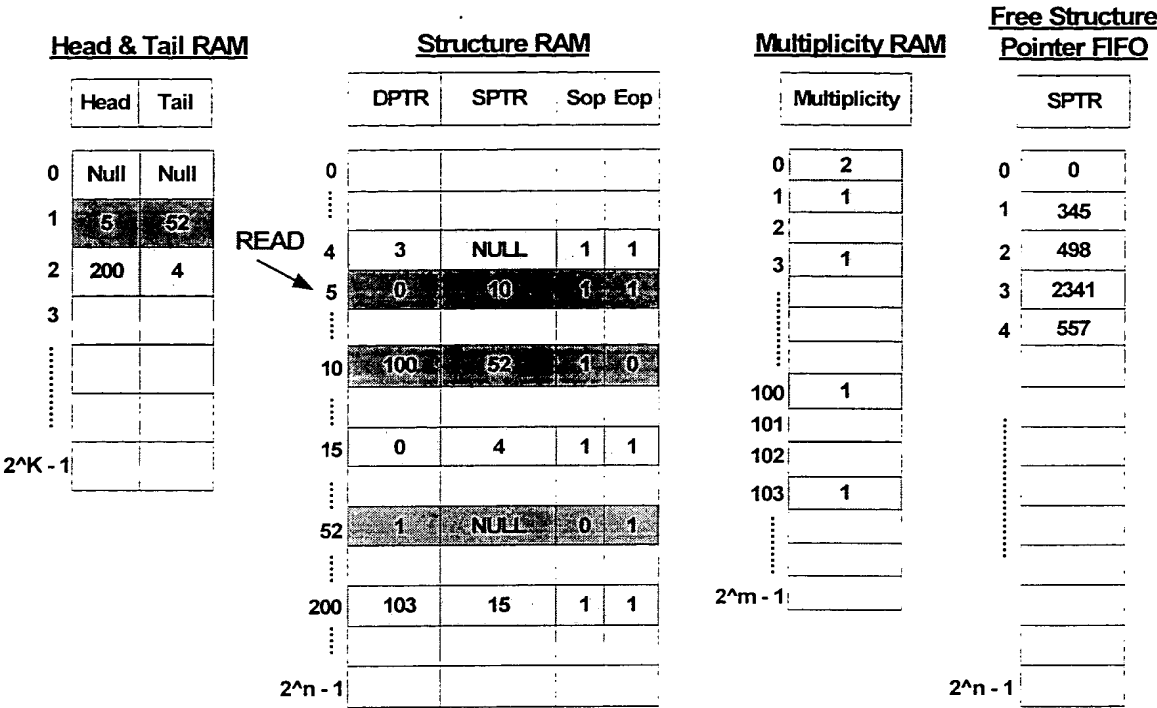 Head & Tail RAM
Head Tail
0 Null Null
1 5 52
2 200 4
3
2^K - 1
READ
Structure RAM
DPTR SPTR Sop Eop
0
4 3 NULL 1 1
5 0 10 1 1
10 100 52 1 0
15 0 4 1 1
52 1 NULL 0 1
200 103 15 1 1
2^n - 1
Multiplicity RAM
Multiplicity
0 2
1 1
2
3 1
100 1
101
102
103 1
2^m - 1
Free Structure
Pointer FIFO
SPTR
0 0
1 345
2 498
3 2341
4 557
2^n - 1